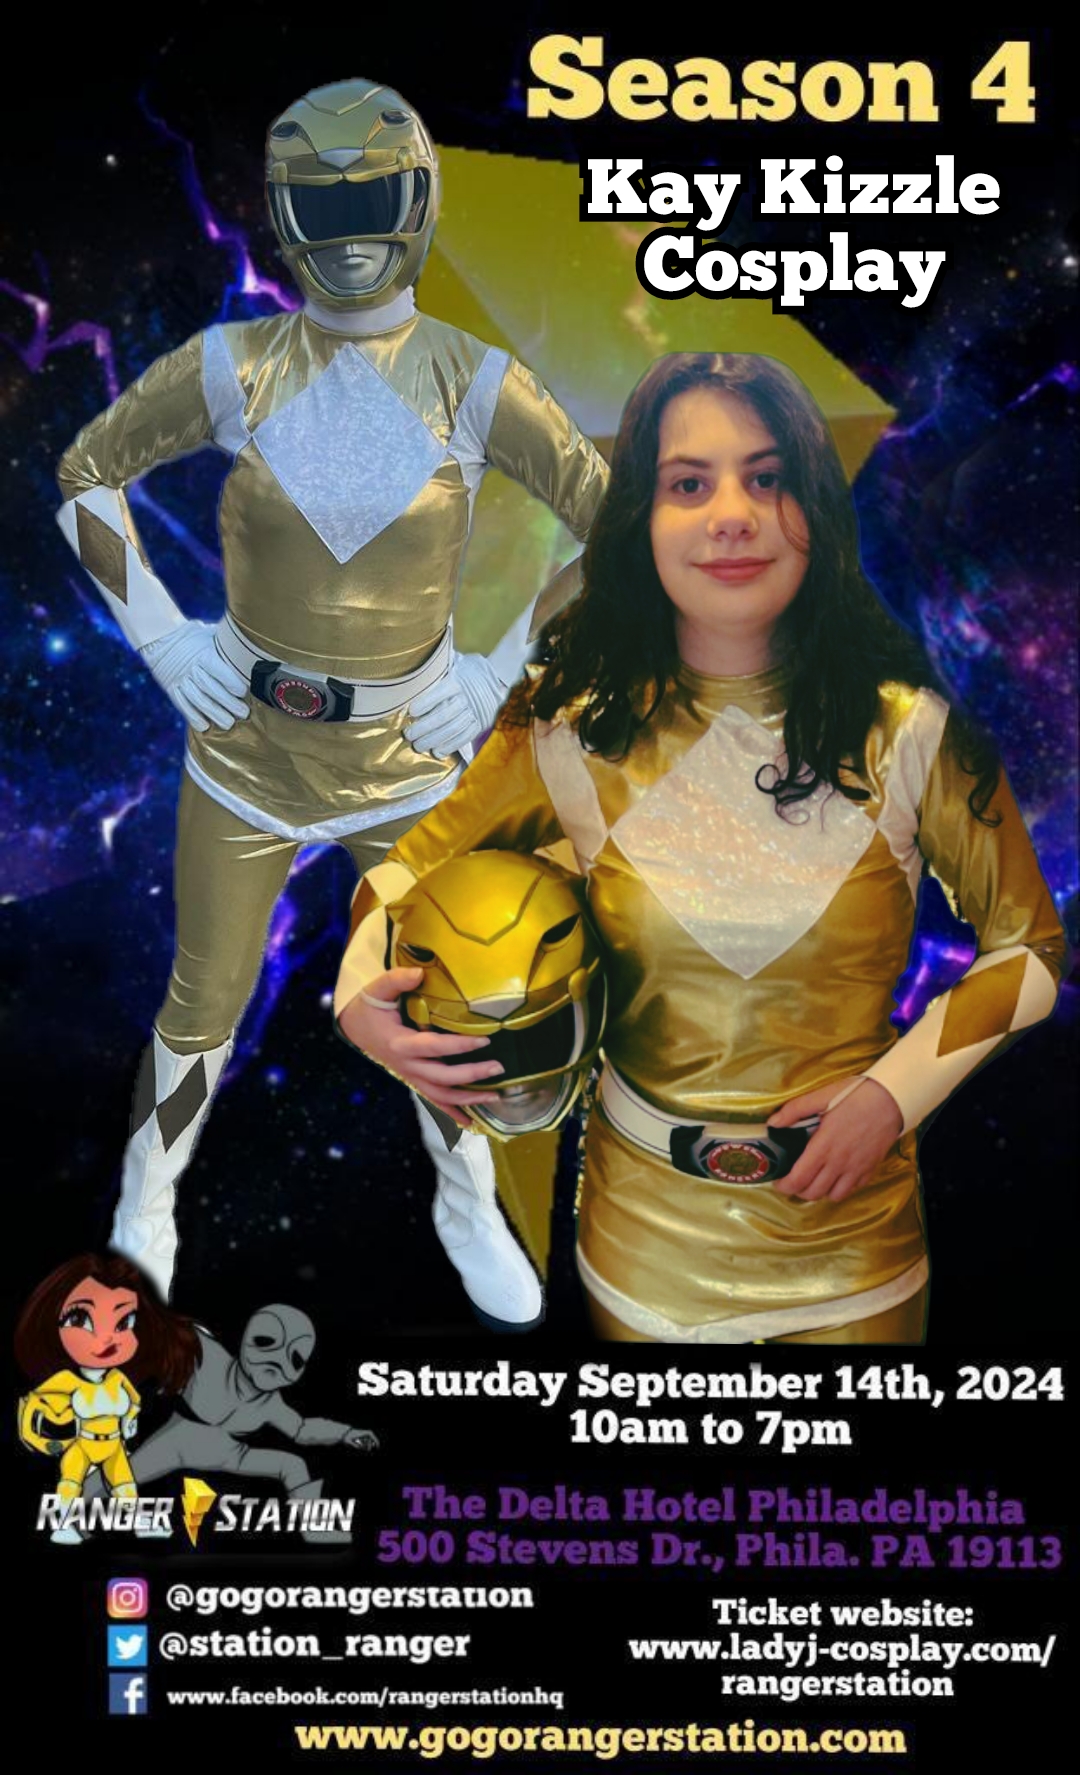 Season 4
Kay Kizzle
Cosplay
Saturday September 14th, 2024
10am to 7pm
RANGER STATION
The Delta Hotel Philadelphia
500 Stevens Dr., Phila. PA 19113
@gogorangerstation
@station_ranger
www.facebook.com/rangerstationhq
Ticket website:
www.ladyj-cosplay.com/
rangerstation
www.gogorangerstation.com